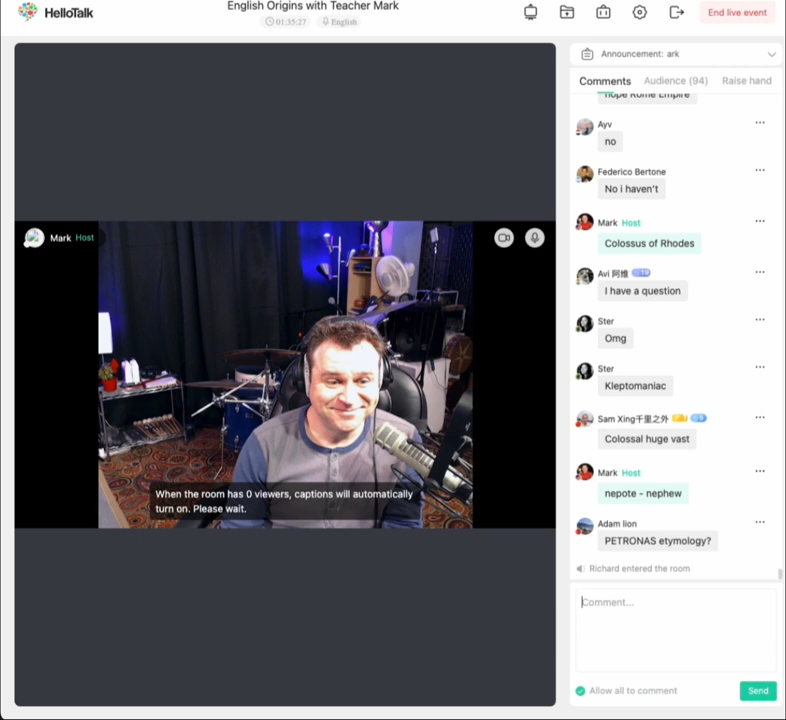 HelloTalk
English Origins with Teacher Mark
01:35:27
English
End live event
Mark Host
When the room has 0 viewers, captions will automatically
turn on. Please wait.
Announcement: ark
Comments
Audience (94)
Raise hand
hope Rome Empire
Ayv
no
Federico Bertone
No i haven't
Mark Host
Colossus of Rhodes
Avi 阿维
I have a question
Ster
Omg
Ster
Kleptomaniac
Sam Xing千里之外
Colossal huge vast
Mark Host
nepote - nephew
Adam lion
PETRONAS etymology?
Richard entered the room
Comment...
Allow all to comment
Send